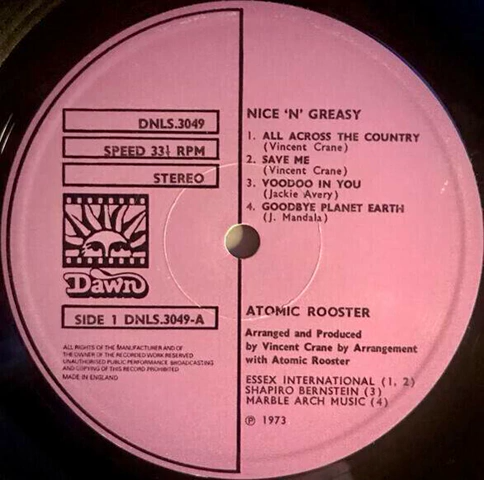 DNLS.3049
SPEED 33⅓ RPM
STEREO
Dawn
SIDE 1 DNLS.3049-A
ALL RIGHTS OF THE MANUFACTURER AND OF
THE OWNER OF THE RECORDED WORK RESERVED
UNAUTHORISED PUBLIC PERFORMANCE BROADCASTING
AND COPYING OF THIS RECORD PROHIBITED
MADE IN ENGLAND
NICE 'N' GREASY
1. ALL ACROSS THE COUNTRY
(Vincent Crane)
2. SAVE ME
(Vincent Crane)
3. VOODOO IN YOU
(Jackie Avery)
4. GOODBYE PLANET EARTH
(J. Mandala)
ATOMIC ROOSTER
Arranged and Produced
by Vincent Crane by Arrangement
with Atomic Rooster
ESSEX INTERNATIONAL (1, 2)
SHAPIRO BERNSTEIN (3)
MARBLE ARCH MUSIC (4)
℗ 1973